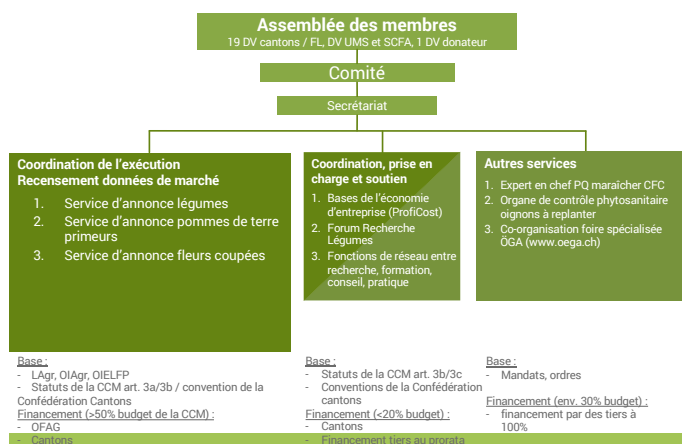 Assemblée des membres
19 DV cantons / FL, DV UMS et SCFA, 1 DV donateur
Comité
Secrétariat
Coordination de l'exécution
Recensement données de marché
1. Service d'annonce légumes
2. Service d'annonce pommes de terre
primeurs
3. Service d'annonce fleurs coupées
Coordination, prise en
charge et soutien
1. Bases de l'économie
d'entreprise (ProfiCost)
2. Forum Recherche
Légumes
3. Fonctions de réseau entre
recherche, formation,
conseil, pratique
Autres services
1. Expert en chef PQ maraîcher CFC
2. Organe de contrôle phytosanitaire
oignons à replanter
3. Co-organisation foire spécialisée
ÖGA (www.oega.ch)
Base :
- LAgr, OIAgr, OIELFP
- Statuts de la CCM art. 3a/3b / convention de la
Confédération Cantons
Financement (>50% budget de la CCM) :
- OFAG
- Cantons
Base :
- Statuts de la CCM art. 3b/3c
- Conventions de la Confédération
cantons
Financement (<20% budget) :
- Cantons
- Financement tiers au prorata
Base :
- Mandats, ordres
Financement (env. 30% budget) :
- financement par des tiers à
100%